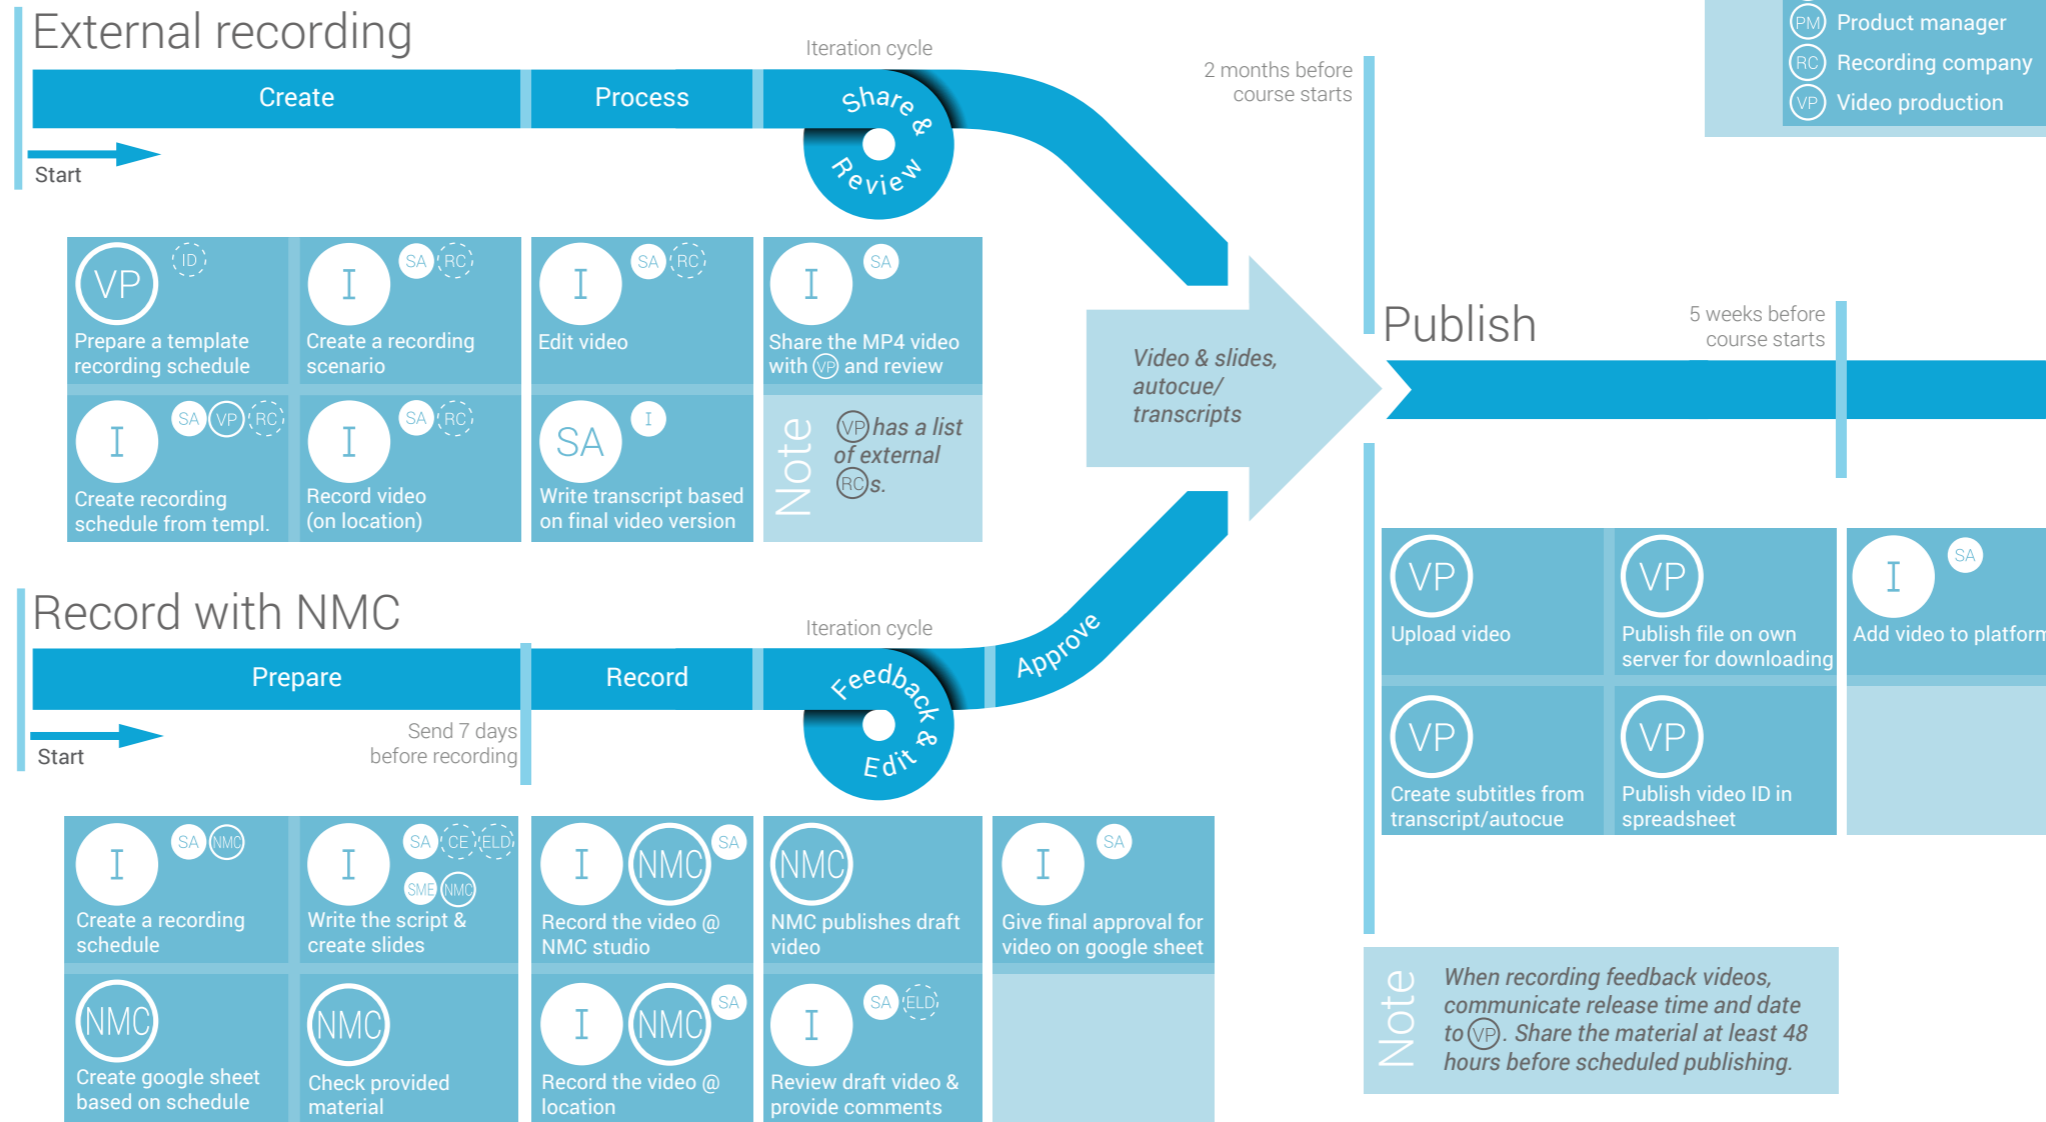 External recording
Iteration cycle
Create
Process
Share &
Review
Start
2 months before
course starts
PM Product manager
RC Recording company
VP Video production
VP ID
Prepare a template
recording schedule
I SA RC
Create a recording
scenario
I SA RC
Edit video
I SA
Share the MP4 video
with VP and review
I SA VP RC
Create recording
schedule from templ.
I SA RC
Record video
(on location)
SA I
Write transcript based
on final video version
Note
VP has a list
of external
RCs.
Video & slides,
autocue/
transcripts
Publish
5 weeks before
course starts
VP
Upload video
VP
Publish file on own
server for downloading
I SA
Add video to platform
VP
Create subtitles from
transcript/autocue
VP
Publish video ID in
spreadsheet
Record with NMC
Iteration cycle
Prepare
Record
Feedback &
Edit
Approve
Start
Send 7 days
before recording
I SA NMC
Create a recording
schedule
I SA CE ELD
SME NMC
Write the script &
create slides
I NMC SA
Record the video @
NMC studio
NMC
NMC publishes draft
video
I SA
Give final approval for
video on google sheet
NMC
Create google sheet
based on schedule
NMC
Check provided
material
I NMC SA
Record the video @
location
I SA ELD
Review draft video &
provide comments
Note
When recording feedback videos,
communicate release time and date
to VP. Share the material at least 48
hours before scheduled publishing.